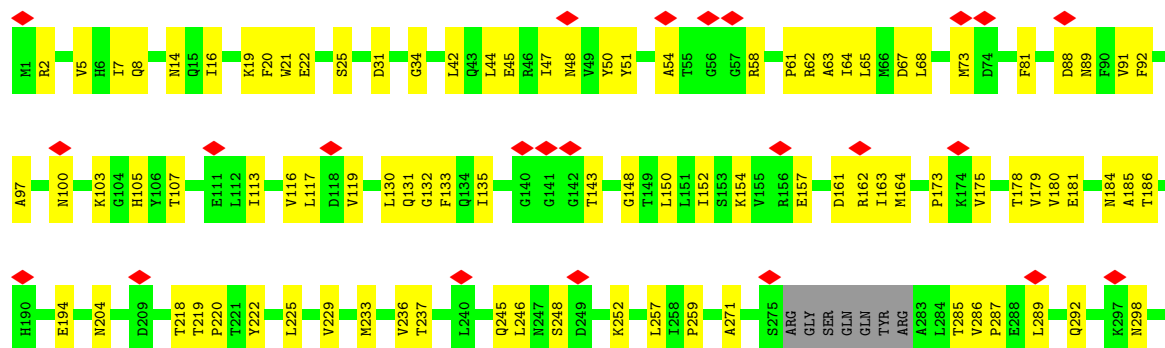 M1 R2 V5 H6 I7 Q8 N14 Q15 I16 K19 F20 W21 E22 S25 D31 G34 L42 Q43 L44 E45 R46 I47 N48 V49 Y50 Y51 A54 T55 G56 G57 R58 P61 R62 A63 I64 L65 M66 D67 L68 M73 D74 F81 D88 N89 F90 V91 F92
A97 N100 K103 G104 H105 Y106 T107 E111 L112 I113 V116 L117 D118 V119 L130 Q131 G132 F133 Q134 I135 G140 G141 G142 T143 G148 T149 L150 L151 I152 S153 K154 V155 R156 E157 D161 R162 I163 M164 P173 K174 V175 T178 V179 V180 E181 N184 A185 T186
H190 E194 N204 D209 T218 T219 P220 T221 Y222 L225 V229 M233 V236 T237 L240 Q245 L246 N247 S248 D249 K252 L257 I258 P259 A271 S275 ARG GLY SER GLN GLN TYR ARG A283 L284 T285 V286 P287 E288 L289 Q292 K297 N298